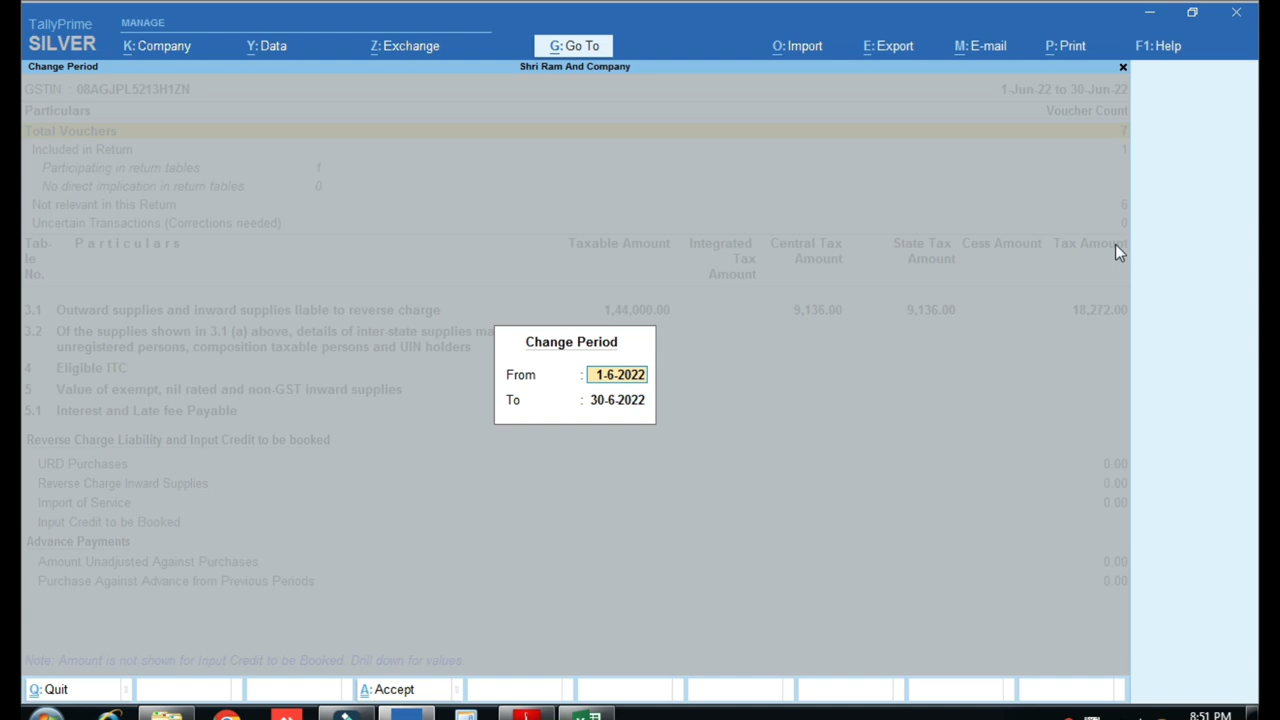 TallyPrime
MANAGE
SILVER
K: Company
Y: Data
Z: Exchange
G: Go To
O: Import
E: Export
M: E-mail
P: Print
F1: Help
Change Period
Shri Ram And Company
GSTIN : 08AGJPL5213H1ZN
1-Jun-22 to 30-Jun-22
Particulars
Voucher Count
Total Vouchers 7
Included in Return 1
Participating in return tables 1
No direct implication in return tables 0
Not relevant in this Return 6
Uncertain Transactions (Corrections needed) 0
Tab-
le
No.
Particulars
Taxable Amount
Integrated
Tax
Amount
Central Tax
Amount
State Tax
Amount
Cess Amount
Tax Amount
3.1 Outward supplies and inward supplies liable to reverse charge 1,44,000.00 9,136.00 9,136.00 18,272.00
3.2 Of the supplies shown in 3.1 (a) above, details of inter-state supplies ma
unregistered persons, composition taxable persons and UIN holders
4 Eligible ITC
5 Value of exempt, nil rated and non-GST inward supplies
5.1 Interest and Late fee Payable
Change Period
From : 1-6-2022
To : 30-6-2022
Reverse Charge Liability and Input Credit to be booked
URD Purchases 0.00
Reverse Charge Inward Supplies 0.00
Import of Service 0.00
Input Credit to be Booked
Advance Payments
Amount Unadjusted Against Purchases 0.00
Purchase Against Advance from Previous Periods 0.00
Note: Amount is not shown for Input Credit to be Booked. Drill down for values.
Q: Quit
A: Accept
8:51 PM